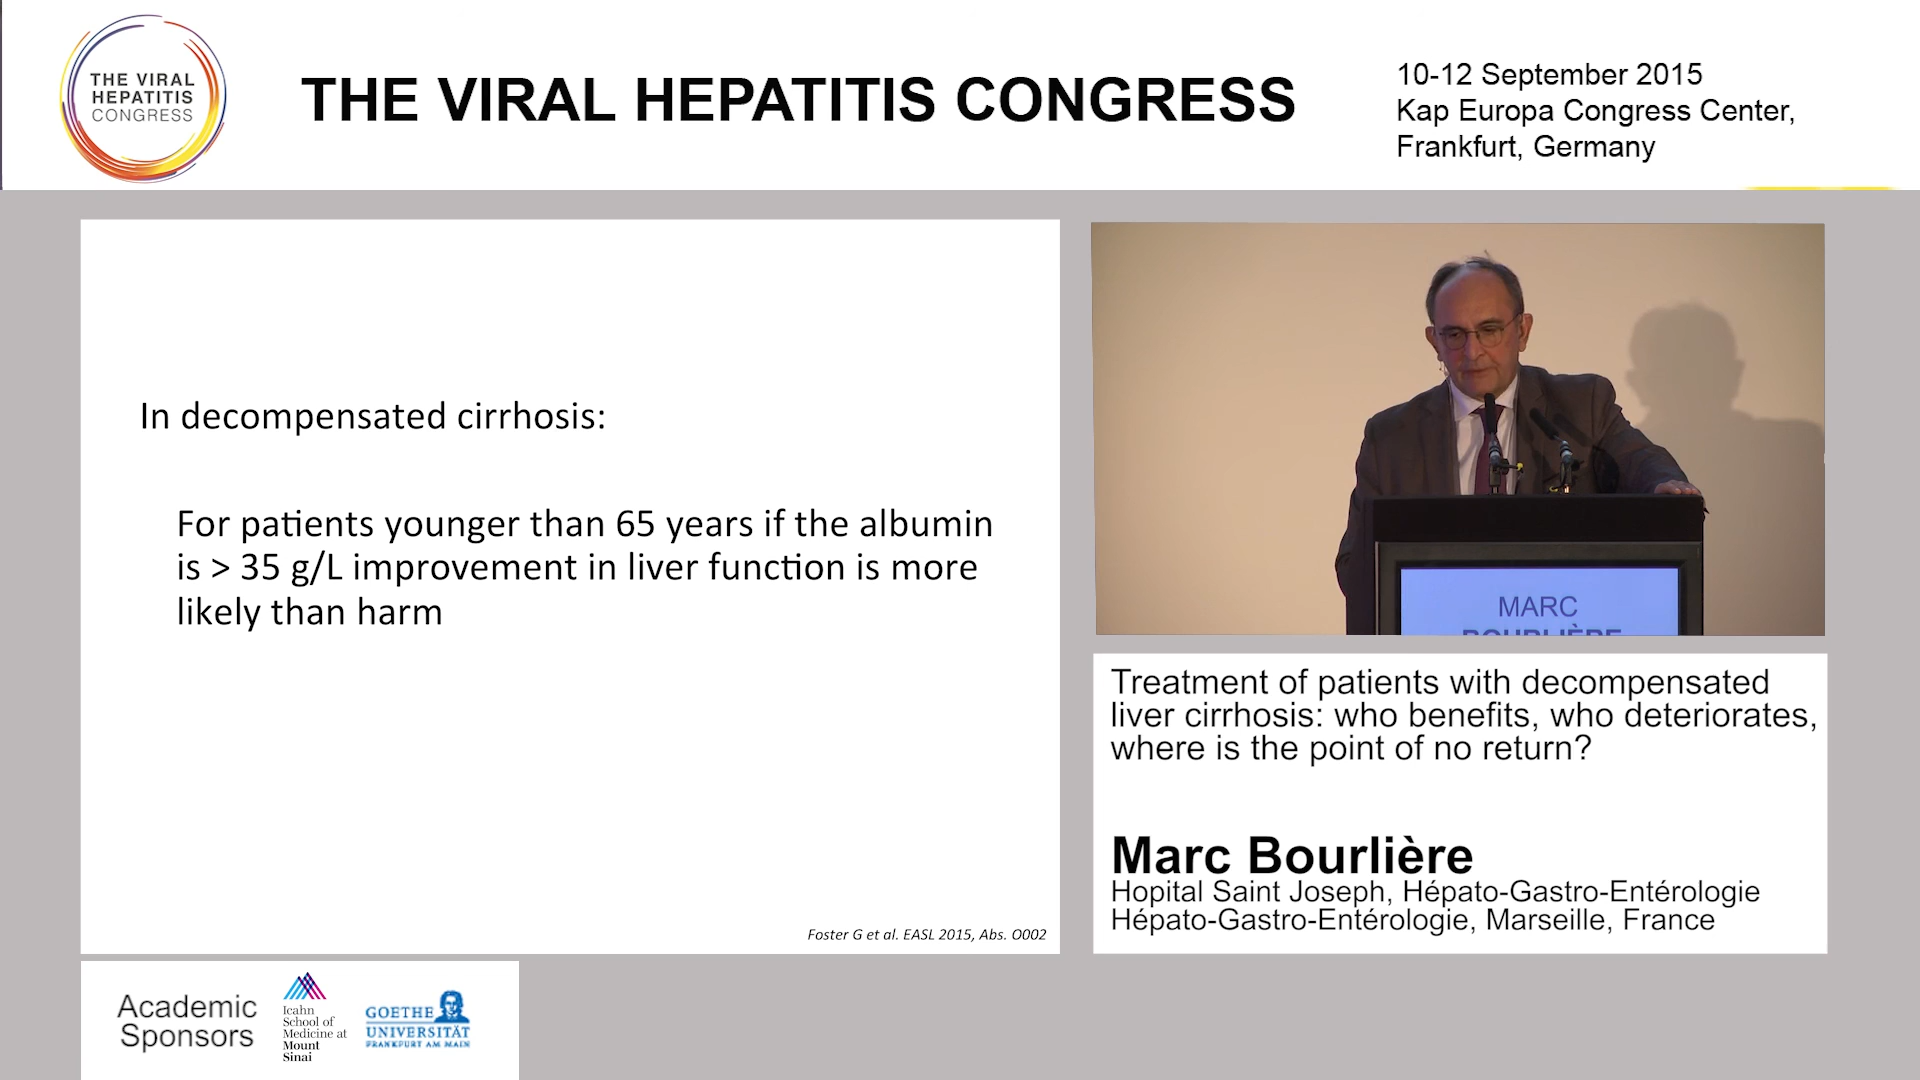 THE VIRAL
HEPATITIS
CONGRESS
THE VIRAL HEPATITIS CONGRESS
10-12 September 2015
Kap Europa Congress Center,
Frankfurt, Germany
In decompensated cirrhosis:
For patients younger than 65 years if the albumin
is > 35 g/L improvement in liver function is more
likely than harm
Foster G et al. EASL 2015, Abs. O002
MARC
BOURLIÈRE
Treatment of patients with decompensated
liver cirrhosis: who benefits, who deteriorates,
where is the point of no return?
Marc Bourlière
Hopital Saint Joseph, Hépato-Gastro-Entérologie
Hépato-Gastro-Entérologie, Marseille, France
Academic
Sponsors
Icahn
School of
Medicine at
Mount
Sinai
GOETHE
UNIVERSITÄT
FRANKFURT AM MAIN